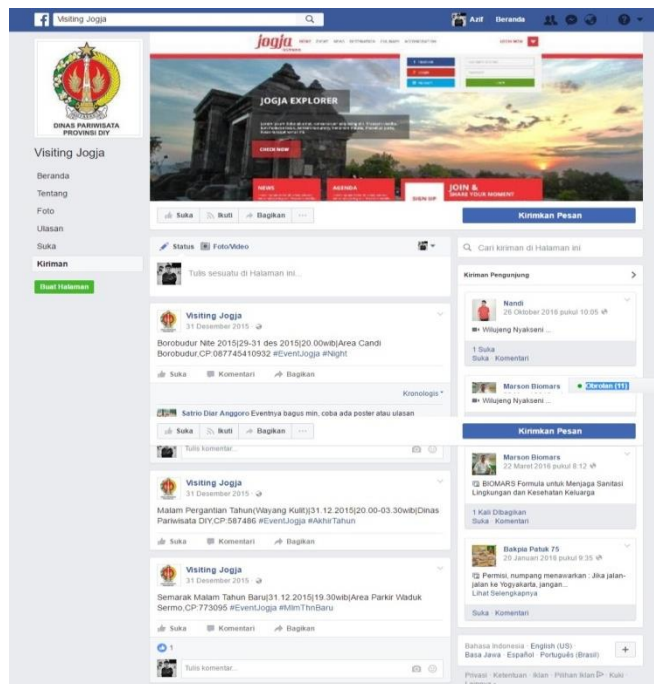 Visiting Jogja
Azif Beranda
jogja
DINAS PARIWISATA
PROVINSI DIY
JOGJA EXPLORER
CHECK NOW
NEWS
AGENDA
SIGN UP
JOIN &
SHARE YOUR MOMENT
Visiting Jogja
Beranda
Tentang
Foto
Ulasan
Suka
Kiriman
Buat Halaman
Suka Ikuti Bagikan
Kirimkan Pesan
Status Foto/Video
Tulis sesuatu di Halaman ini...
Visiting Jogja
31 Desember 2015
Borobudur Nite 2015|29-31 des 2015|20.00wib|Area Candi
Borobudur,CP:087745410932 #EventJogja #Night
Suka Komentari Bagikan
Kronologis
Satrio Diar Anggoro Eventnya bagus min, coba ada poster atau ulasan
Suka Ikuti Bagikan
Kirimkan Pesan
Tulis komentar...
Visiting Jogja
31 Desember 2015
Malam Pergantian Tahun(Wayang Kulit)|31.12.2015|20.00-03.30wib|Dinas
Pariwisata DIY,CP:587486 #EventJogja #AkhirTahun
Suka Komentari Bagikan
Visiting Jogja
31 Desember 2015
Semarak Malam Tahun Baru|31.12.2015|19.30wib|Area Parkir Waduk
Sermo,CP:773095 #EventJogja #MlmThnBaru
Suka Komentari Bagikan
1
Tulis komentar...
Cari kiriman di Halaman ini
Kiriman Pengunjung
Nandi
26 Oktober 2016 pukul 10:05
Wilujeng Nyakseni ...
1 Suka
Suka · Komentari
Marson Biomars
Obrolan (11)
Wilujeng Nyakseni ...
Marson Biomars
22 Maret 2016 pukul 8:12
BIOMARS Formula untuk Menjaga Sanitasi
Lingkungan dan Kesehatan Keluarga
1 Kali Dibagikan
Suka · Komentari
Bakpia Patuk 75
20 Januari 2016 pukul 9:35
Permisi, numpang menawarkan : Jika jalan-
jalan ke Yogyakarta, jangan...
Lihat Selengkapnya
Suka · Komentari
Bahasa Indonesia · English (US) ·
Basa Jawa · Español · Português (Brasil)
Privasi · Ketentuan · Iklan · Pilihan Iklan · Kuki ·